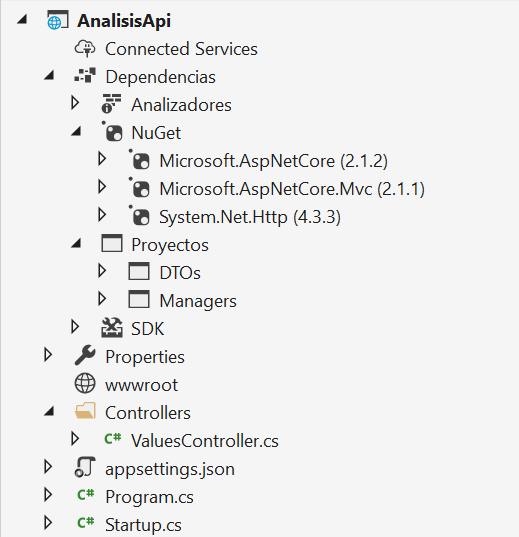 AnalisisApi
Connected Services
Dependencias
Analizadores
NuGet
Microsoft.AspNetCore (2.1.2)
Microsoft.AspNetCore.Mvc (2.1.1)
System.Net.Http (4.3.3)
Proyectos
DTOs
Managers
SDK
Properties
wwwroot
Controllers
C# ValuesController.cs
appsettings.json
C# Program.cs
C# Startup.cs